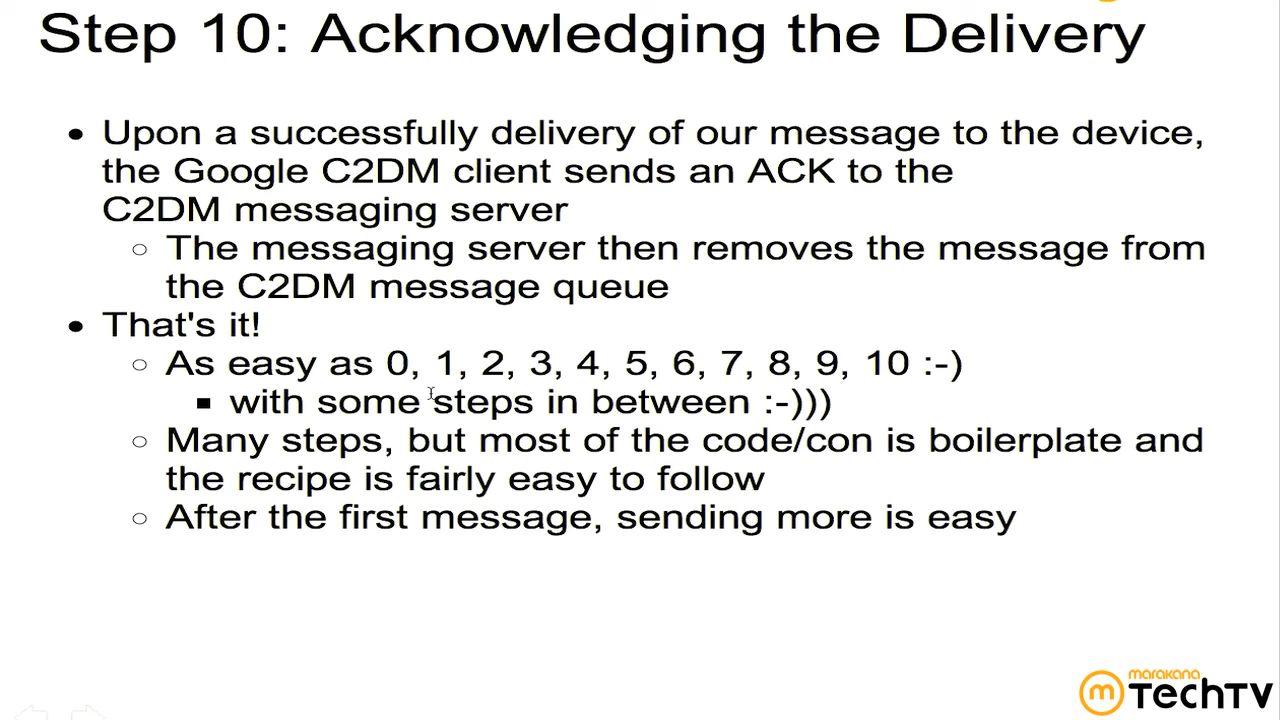 Step 10: Acknowledging the Delivery
• Upon a successfully delivery of our message to the device,
the Google C2DM client sends an ACK to the
C2DM messaging server
○ The messaging server then removes the message from
the C2DM message queue
• That's it!
○ As easy as 0, 1, 2, 3, 4, 5, 6, 7, 8, 9, 10 :-)
■ with some steps in between :-)))
○ Many steps, but most of the code/con is boilerplate and
the recipe is fairly easy to follow
○ After the first message, sending more is easy
m marakana
TechTV